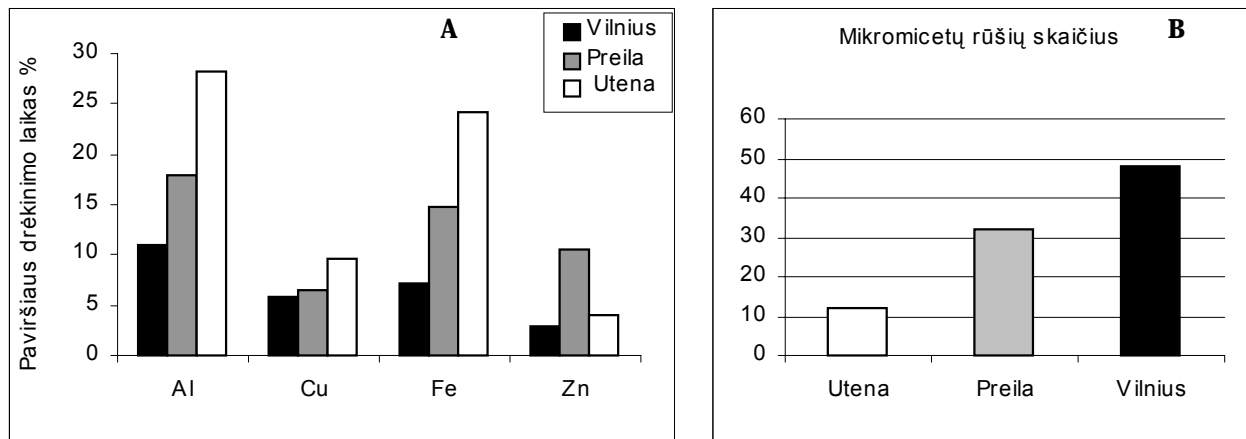 A
Vilnius
Preila
Utena
Paviršiaus drėkinimo laikas %
30
25
20
15
10
5
0
Al Cu Fe Zn
B
Mikromicetų rūšių skaičius
60
50
40
30
20
10
0
Utena Preila Vilnius